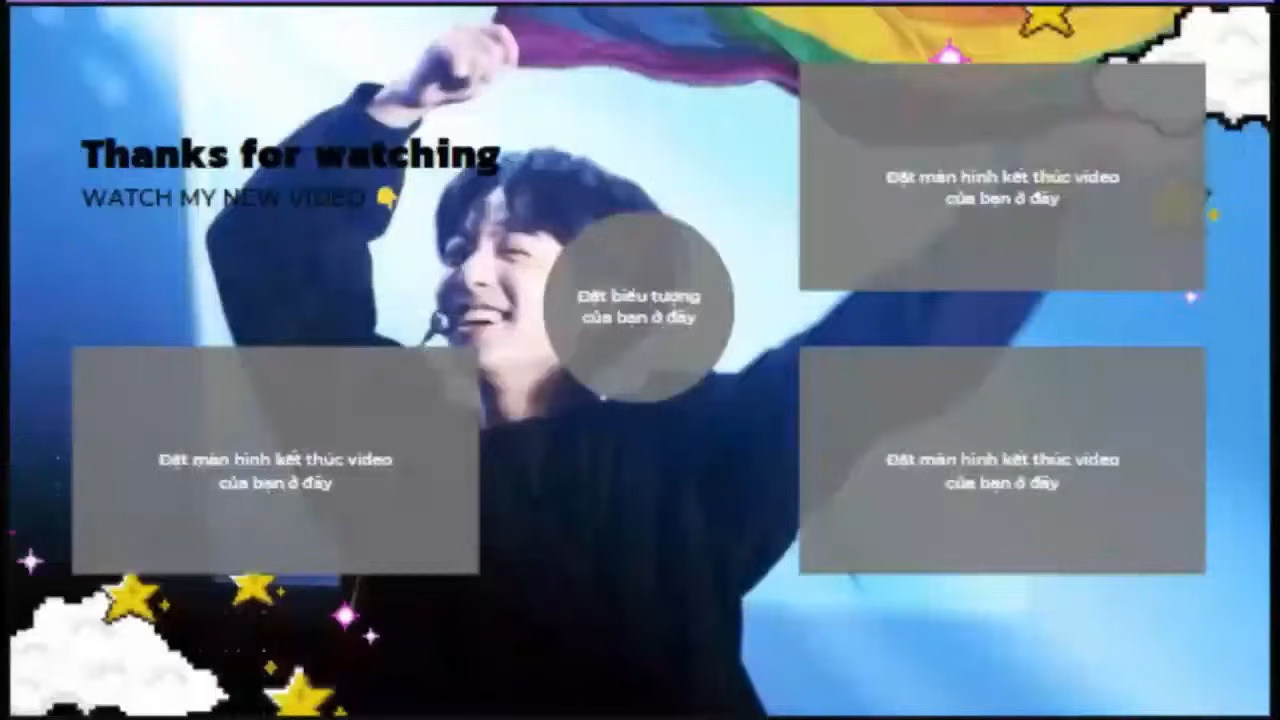 Thanks for watching
WATCH MY NEW VIDEO 👇
Đặt màn hình kết thúc video
của bạn ở đây
Đặt biểu tượng
của bạn ở đây
Đặt màn hình kết thúc video
của bạn ở đây
Đặt màn hình kết thúc video
của bạn ở đây